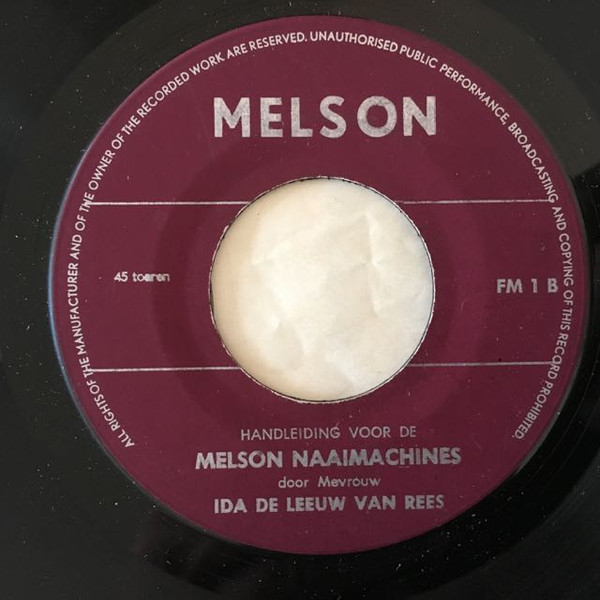 ALL RIGHTS OF THE MANUFACTURER AND OF THE OWNER OF THE RECORDED WORK ARE RESERVED. UNAUTHORISED PUBLIC PERFORMANCE, BROADCASTING AND COPYING OF THIS RECORD PROHIBITED.
MELSON
45 toeren
FM 1 B
HANDLEIDING VOOR DE
MELSON NAAIMACHINES
door Mevrouw
IDA DE LEEUW VAN REES